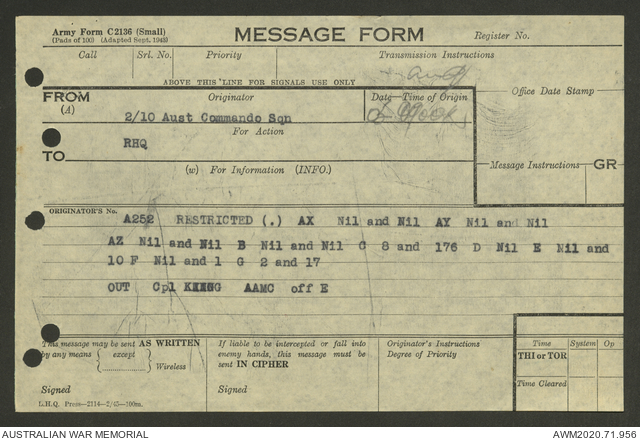 Army Form C2136 (Small)
(Pads of 100) (Adapted Sept. 1943)
MESSAGE FORM
Register No.
Call Srl. No. Priority Transmission Instructions
ABOVE THIS LINE FOR SIGNALS USE ONLY
FROM
(A)
Originator
Date—Time of Origin
Office Date Stamp
2/10 Aust Commando Sqn
For Action
TO
RHQ
(W) For Information (INFO.)
Message Instructions GR
ORIGINATOR'S No.
A252 RESTRICTED (.) AX Nil and Nil AY Nil and Nil
AZ Nil and Nil B Nil and Nil C 8 and 176 D Nil E Nil and
10 F Nil and 1 G 2 and 17
OUT Cpl AAMC off E
This message may be sent AS WRITTEN
by any means { except }
Wireless
Signed
If liable to be intercepted or fall into
enemy hands, this message must be
sent IN CIPHER
Signed
Originator's Instructions
Degree of Priority
Time System Op
THI or TOR
Time Cleared
L.H.Q. Press—2114—2/45—100m.
AUSTRALIAN WAR MEMORIAL
AWM2020.71.956